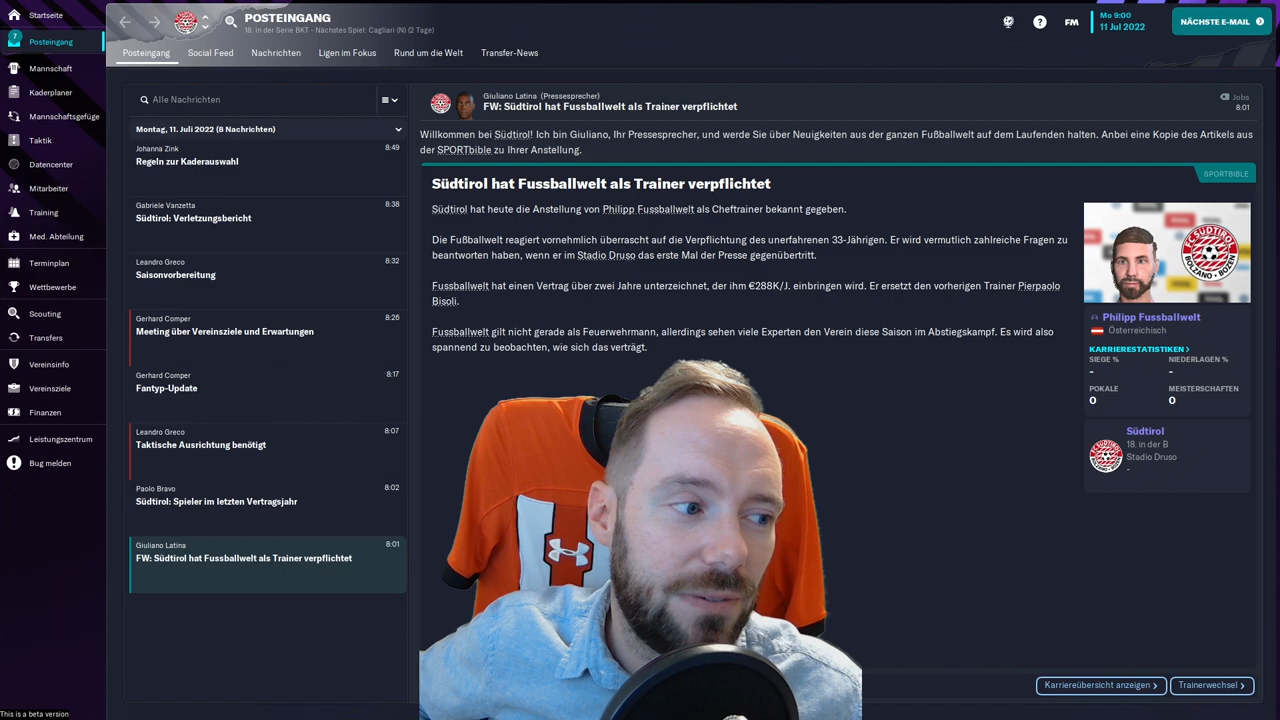 Startseite
7
Posteingang
Mannschaft
Kaderplaner
Mannschaftsgefüge
Taktik
Datencenter
Mitarbeiter
Training
Med. Abteilung
Terminplan
Wettbewerbe
Scouting
Transfers
Vereinsinfo
Vereinsziele
Finanzen
Leistungszentrum
Bug melden
This is a beta version
POSTEINGANG
18. in der Serie BKT - Nächstes Spiel: Cagliari (N) (2 Tage)
FM
Mo 9:00
11 Jul 2022
NÄCHSTE E-MAIL
Posteingang Social Feed Nachrichten Ligen im Fokus Rund um die Welt Transfer-News
Alle Nachrichten
Montag, 11. Juli 2022 (8 Nachrichten)
Johanna Zink 8:49
Regeln zur Kaderauswahl
Gabriele Vanzetta 8:38
Südtirol: Verletzungsbericht
Leandro Greco 8:32
Saisonvorbereitung
Gerhard Comper 8:26
Meeting über Vereinsziele und Erwartungen
Gerhard Comper 8:17
Fantyp-Update
Leandro Greco 8:07
Taktische Ausrichtung benötigt
Paolo Bravo 8:02
Südtirol: Spieler im letzten Vertragsjahr
Giuliano Latina 8:01
FW: Südtirol hat Fussballwelt als Trainer verpflichtet
Giuliano Latina (Pressesprecher)
FW: Südtirol hat Fussballwelt als Trainer verpflichtet
Jobs
8:01
Willkommen bei Südtirol! Ich bin Giuliano, Ihr Pressesprecher, und werde Sie über Neuigkeiten aus der ganzen Fußballwelt auf dem Laufenden halten. Anbei eine Kopie des Artikels aus
der SPORTbible zu Ihrer Anstellung.
SPORTBIBLE
Südtirol hat Fussballwelt als Trainer verpflichtet
Südtirol hat heute die Anstellung von Philipp Fussballwelt als Cheftrainer bekannt gegeben.
Die Fußballwelt reagiert vornehmlich überrascht auf die Verpflichtung des unerfahrenen 33-Jährigen. Er wird vermutlich zahlreiche Fragen zu
beantworten haben, wenn er im Stadio Druso das erste Mal der Presse gegenübertritt.
Fussballwelt hat einen Vertrag über zwei Jahre unterzeichnet, der ihm €288K/J. einbringen wird. Er ersetzt den vorherigen Trainer Pierpaolo
Bisoli.
Fussballwelt gilt nicht gerade als Feuerwehrmann, allerdings sehen viele Experten den Verein diese Saison im Abstiegskampf. Es wird also
spannend zu beobachten, wie sich das verträgt.
FC SÜDTIROL
BOLZANO • BOZEN
Philipp Fussballwelt
Österreichisch
KARRIERESTATISTIKEN >
SIEGE % NIEDERLAGEN %
- -
POKALE MEISTERSCHAFTEN
0 0
Südtirol
18. in der B
Stadio Druso
-
Karriereübersicht anzeigen >
Trainerwechsel >